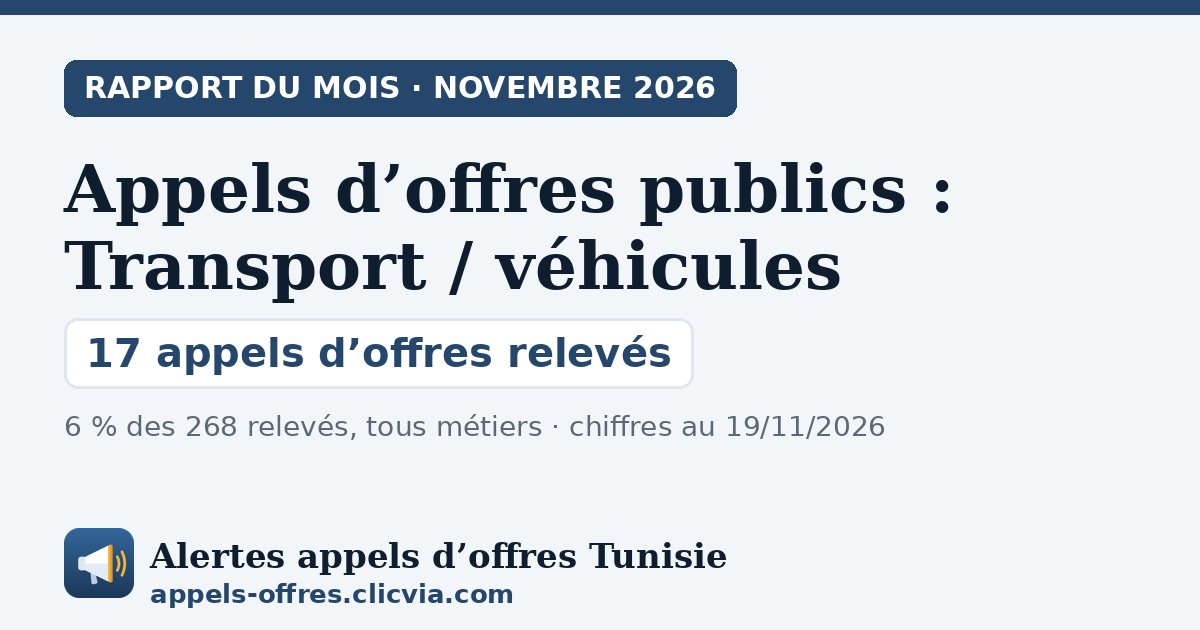 RAPPORT DU MOIS · NOVEMBRE 2026
Appels d’offres publics :
Transport / véhicules
17 appels d’offres relevés
6 % des 268 relevés, tous métiers · chiffres au 19/11/2026
Alertes appels d’offres Tunisie
appels-offres.clicvia.com